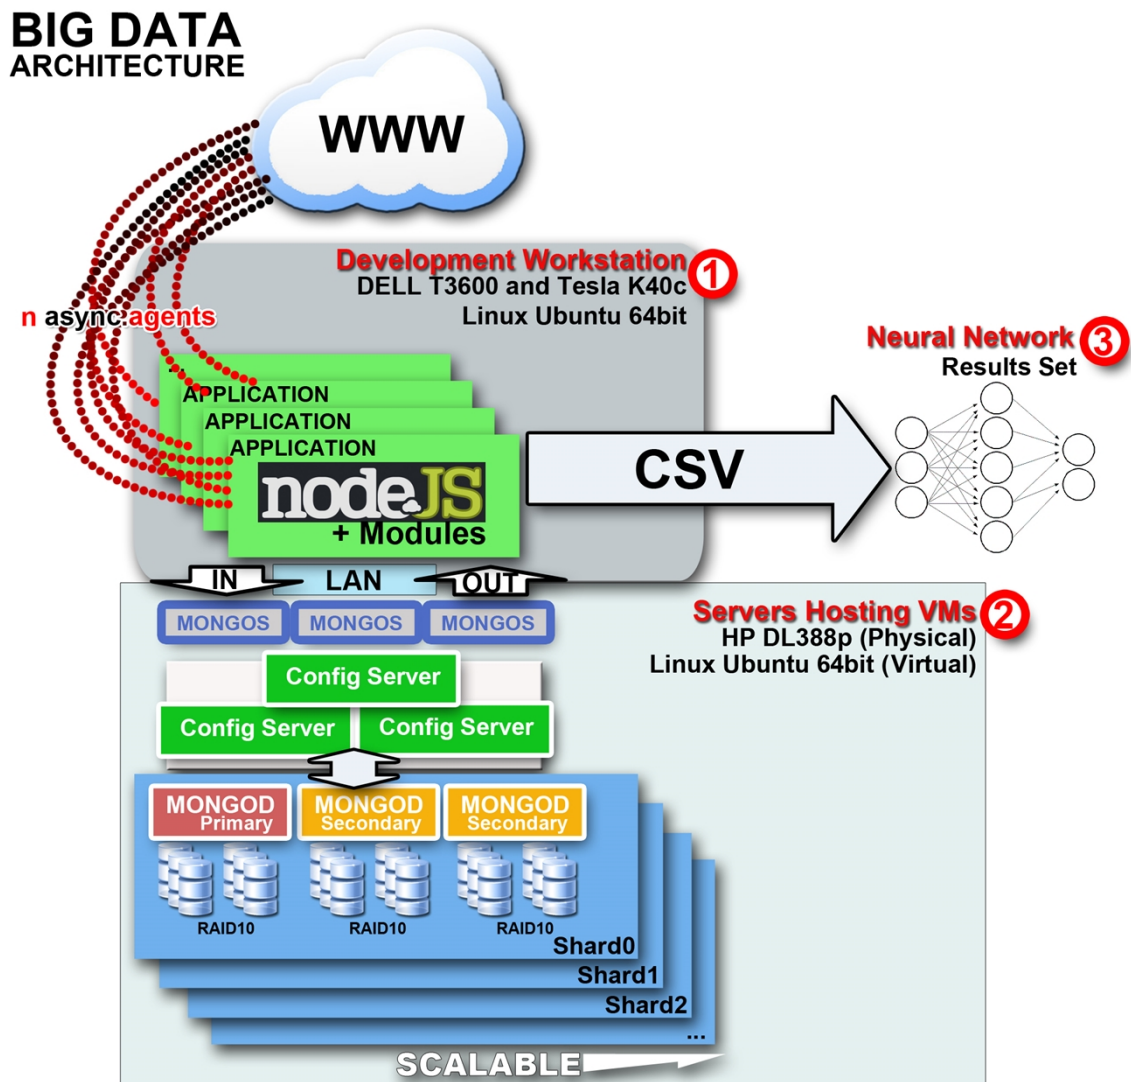 BIG DATA
ARCHITECTURE
WWW
Development Workstation 1
DELL T3600 and Tesla K40c
Linux Ubuntu 64bit
n async.agents
Neural Network 3
Results Set
...
APPLICATION
APPLICATION
APPLICATION
nodeJS
+ Modules
CSV
IN
LAN
OUT
MONGOS
MONGOS
MONGOS
Servers Hosting VMs 2
HP DL388p (Physical)
Linux Ubuntu 64bit (Virtual)
Config Server
Config Server
Config Server
MONGOD
Primary
MONGOD
Secondary
MONGOD
Secondary
RAID10
RAID10
RAID10
Shard0
Shard1
Shard2
...
SCALABLE